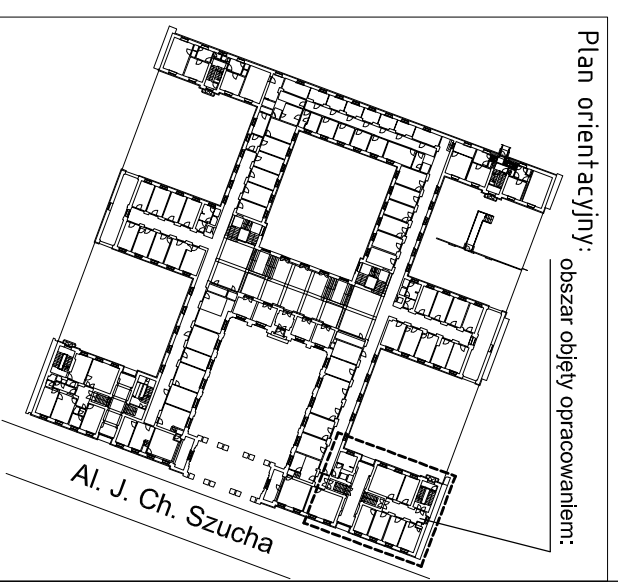 Plan orientacyjny:
obszar objęty opracowaniem:
Al. J. Ch. Szucha